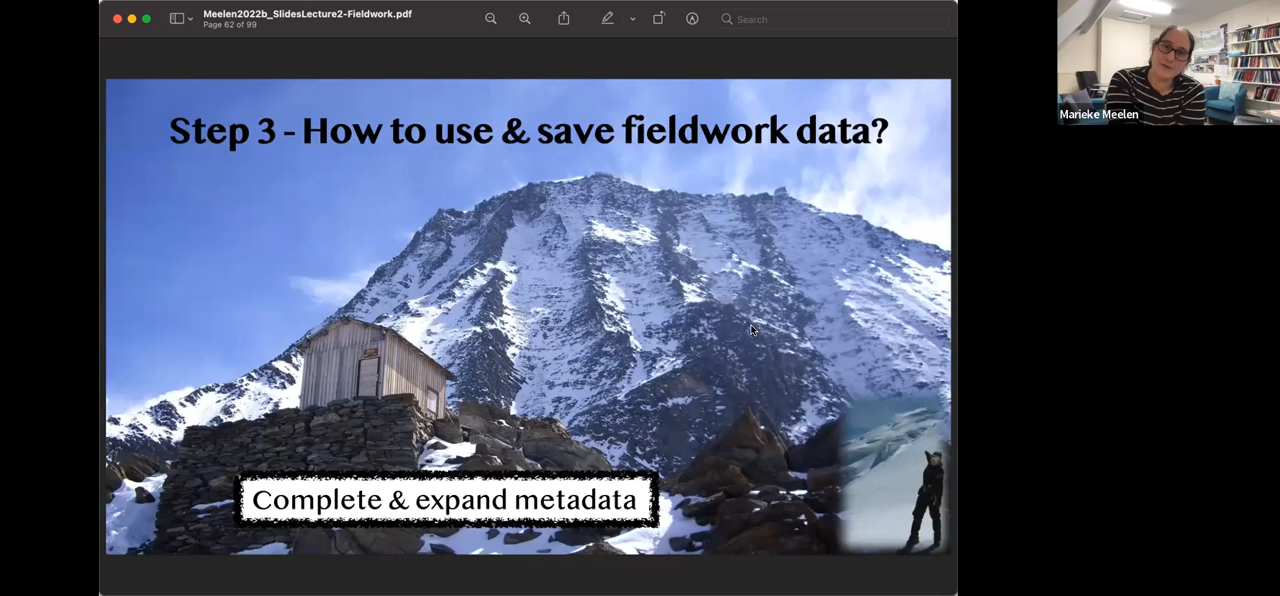 Meelen2022b_SlidesLecture2-Fieldwork.pdf
Page 62 of 99
Search
Marieke Meelen
Step 3 - How to use & save fieldwork data?
Complete & expand metadata